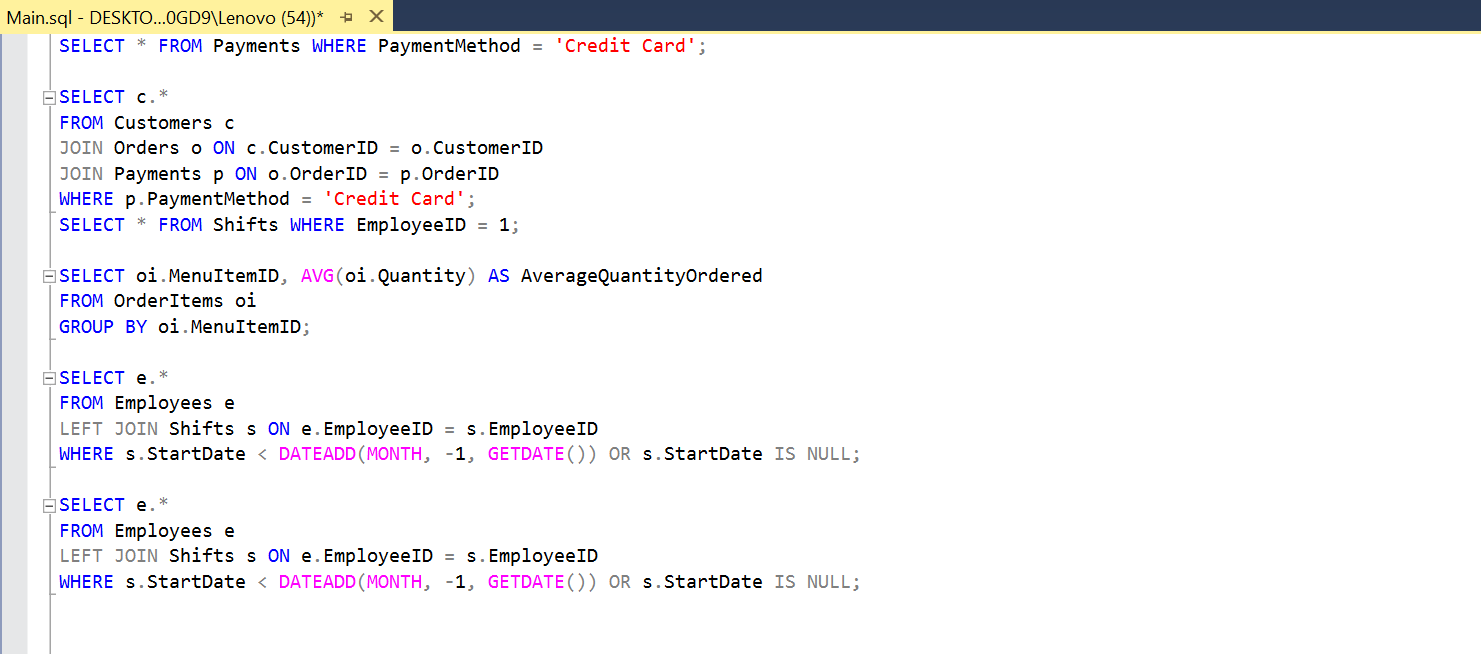 Main.sql - DESKTO...0GD9\Lenovo (54))*
SELECT * FROM Payments WHERE PaymentMethod = 'Credit Card';
SELECT c.*
FROM Customers c
JOIN Orders o ON c.CustomerID = o.CustomerID
JOIN Payments p ON o.OrderID = p.OrderID
WHERE p.PaymentMethod = 'Credit Card';
SELECT * FROM Shifts WHERE EmployeeID = 1;
SELECT oi.MenuItemID, AVG(oi.Quantity) AS AverageQuantityOrdered
FROM OrderItems oi
GROUP BY oi.MenuItemID;
SELECT e.*
FROM Employees e
LEFT JOIN Shifts s ON e.EmployeeID = s.EmployeeID
WHERE s.StartDate < DATEADD(MONTH, -1, GETDATE()) OR s.StartDate IS NULL;
SELECT e.*
FROM Employees e
LEFT JOIN Shifts s ON e.EmployeeID = s.EmployeeID
WHERE s.StartDate < DATEADD(MONTH, -1, GETDATE()) OR s.StartDate IS NULL;